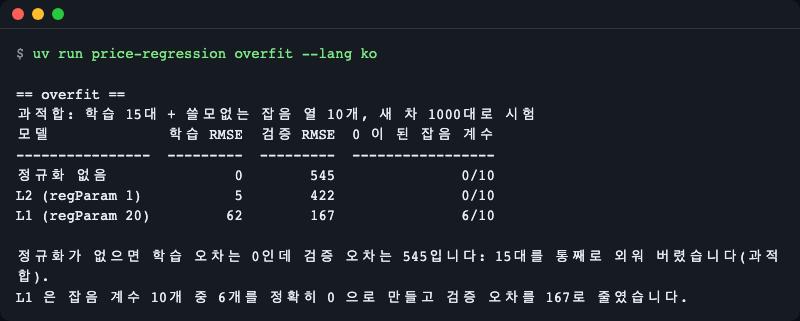 $ uv run price-regression overfit --lang ko
== overfit ==
과적합: 학습 15대 + 쓸모없는 잡음 열 10개, 새 차 1000대로 시험
모델 학습 RMSE 검증 RMSE 0 이 된 잡음 계수
---------------- --------- --------- -----------------
정규화 없음 0 545 0/10
L2 (regParam 1) 5 422 0/10
L1 (regParam 20) 62 167 6/10
정규화가 없으면 학습 오차는 0인데 검증 오차는 545입니다: 15대를 통째로 외워 버렸습니다(과적
합).
L1 은 잡음 계수 10개 중 6개를 정확히 0 으로 만들고 검증 오차를 167로 줄였습니다.